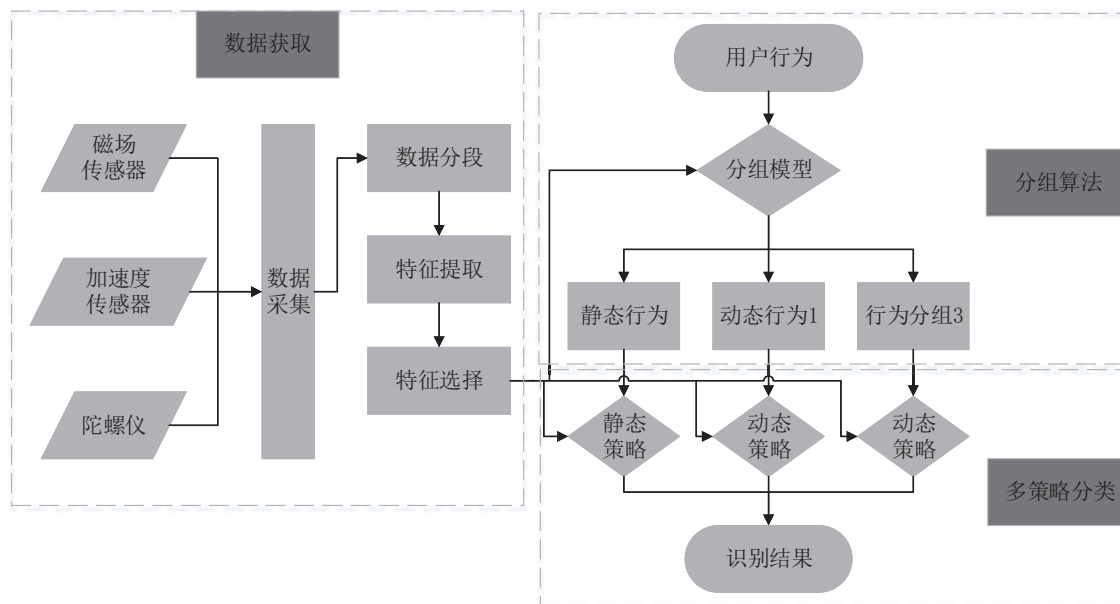 数据获取
磁场
传感器
加速度
传感器
陀螺仪
数据
采集
数据分段
特征提取
特征选择
用户行为
分组模型
分组算法
静态行为
动态行为1
行为分组3
静态
策略
动态
策略
动态
策略
多策略分类
识别结果